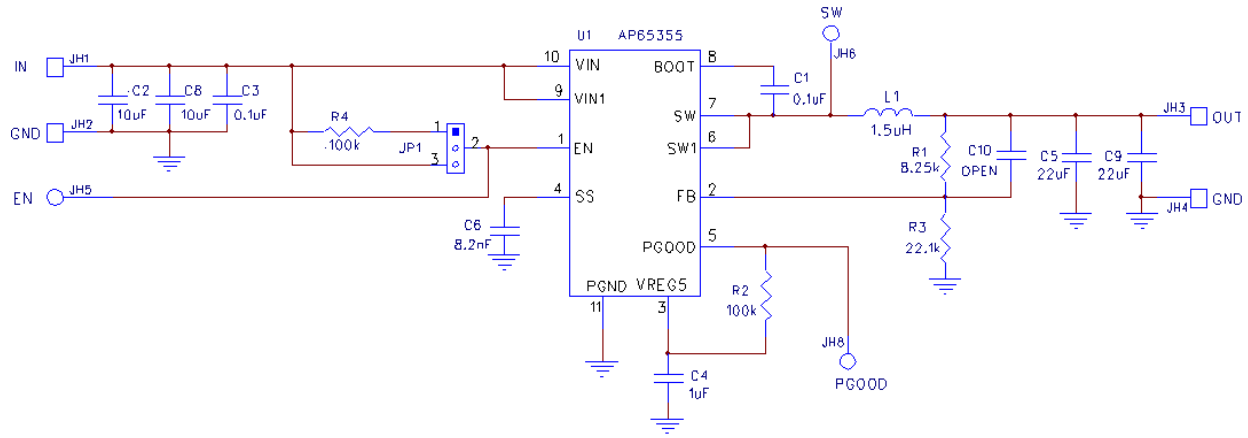 SW
JH6
U1 AP65355
IN JH1
10 VIN
BOOT 8
C1
0.1uF
C2
10uF
C8
10uF
C3
0.1uF
9 VIN1
SW 7
L1
1.5uH
JH3 OUT
GND JH2
R4
.100k
1
JP1
2
3
1 EN
SW1 6
R1
8.25k
C10
OPEN
C5
22uF
C9
22uF
EN JH5
4 SS
FB 2
JH4 GND
C6
8.2nF
PGOOD 5
R3
22.1k
PGND
11
VREG5
3
R2
100k
JH8
PGOOD
C4
1uF